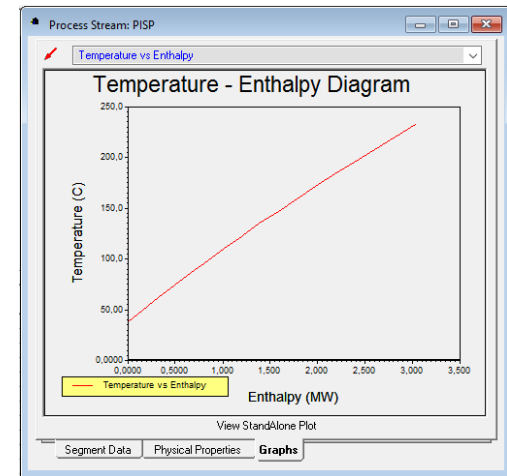 Process Stream: PISP
Temperature vs Enthalpy
Temperature - Enthalpy Diagram
250,0
200,0
150,0
100,0
50,00
0,0000
Temperature (C)
0,0000 0,5000 1,000 1,500 2,000 2,500 3,000 3,500
Temperature vs Enthalpy
Enthalpy (MW)
View StandAlone Plot
Segment Data Physical Properties Graphs